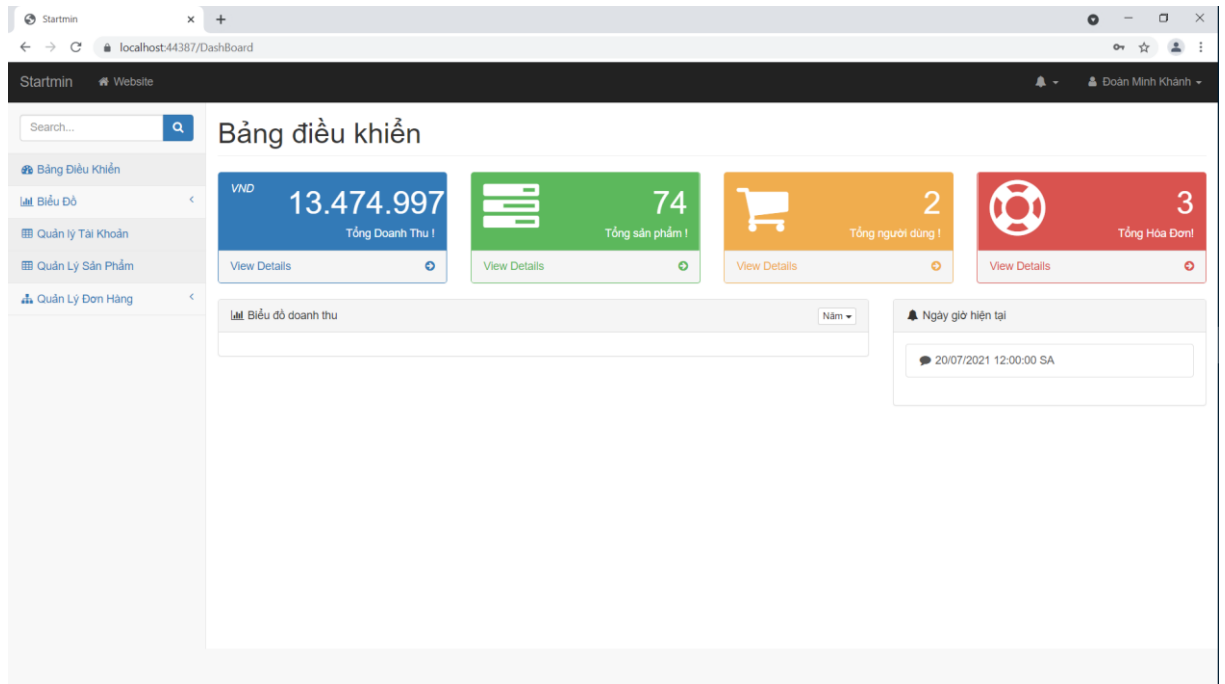 Startmin
localhost:44387/DashBoard
Startmin Website
Đoàn Minh Khánh
Search...
Bảng Điều Khiển
Biểu Đồ
Quản lý Tài Khoản
Quản Lý Sản Phẩm
Quản Lý Đơn Hàng
Bảng điều khiển
VND
13.474.997
Tổng Doanh Thu !
View Details
74
Tổng sản phẩm !
View Details
2
Tổng người dùng !
View Details
3
Tổng Hóa Đơn!
View Details
Biểu đồ doanh thu
Năm
Ngày giờ hiện tại
20/07/2021 12:00:00 SA